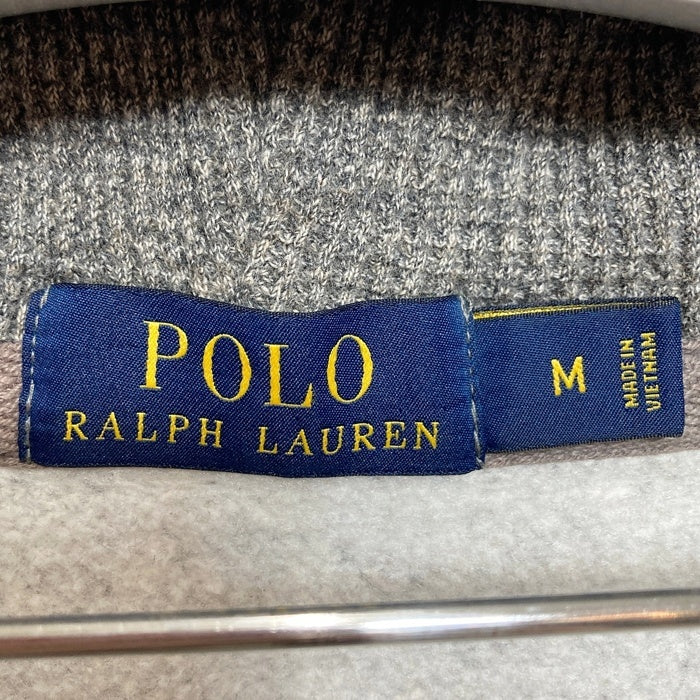 POLO
RALPH LAUREN
M
MADE IN
VIETNAM